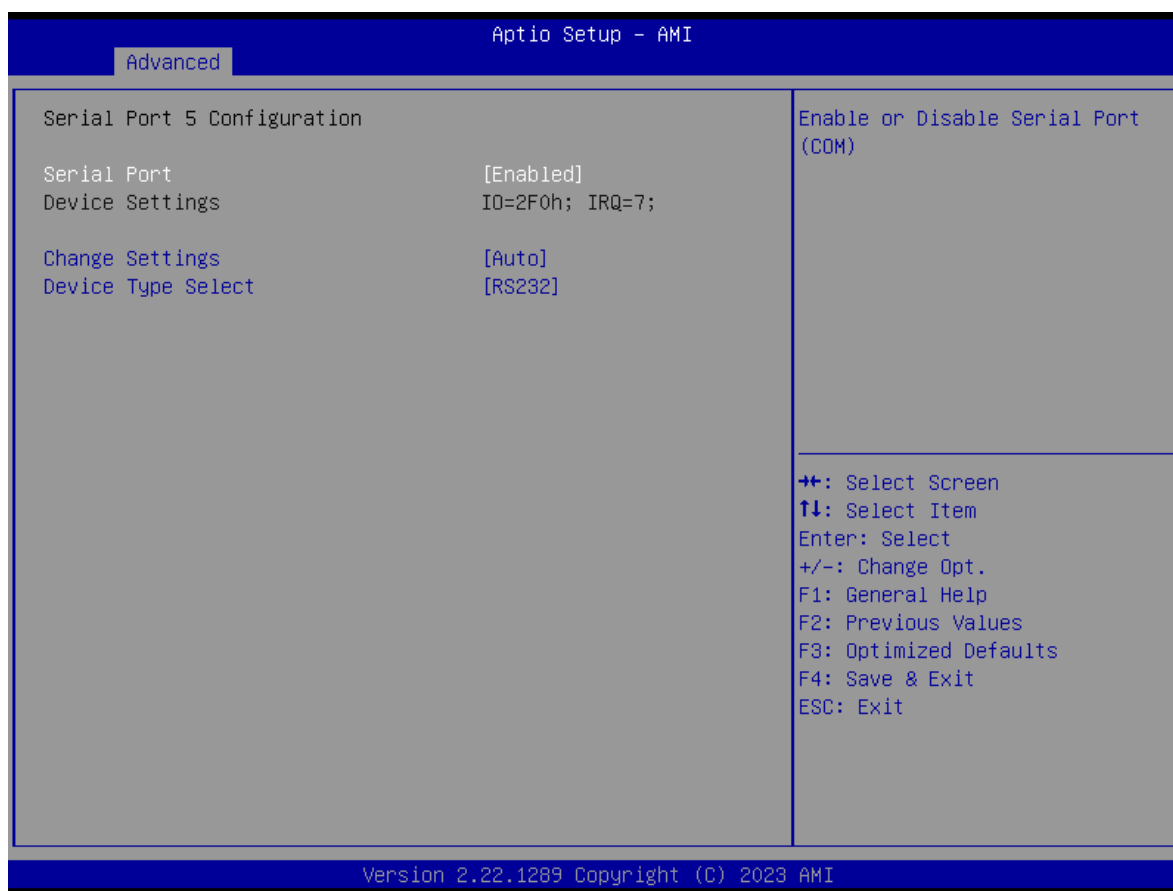 Aptio Setup - AMI
Advanced
Serial Port 5 Configuration
Serial Port [Enabled]
Device Settings IO=2F0h; IRQ=7;
Change Settings [Auto]
Device Type Select [RS232]
Enable or Disable Serial Port
(COM)
→←: Select Screen
↑↓: Select Item
Enter: Select
+/-: Change Opt.
F1: General Help
F2: Previous Values
F3: Optimized Defaults
F4: Save & Exit
ESC: Exit
Version 2.22.1289 Copyright (C) 2023 AMI